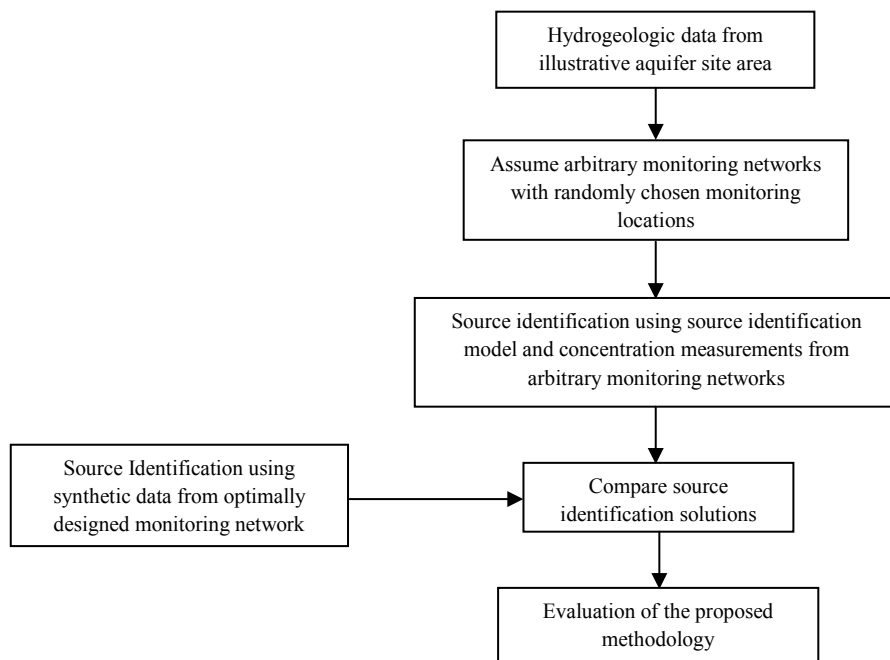 Hydrogeologic data from
illustrative aquifer site area
Assume arbitrary monitoring networks
with randomly chosen monitoring
locations
Source identification using source identification
model and concentration measurements from
arbitrary monitoring networks
Source Identification using
synthetic data from optimally
designed monitoring network
Compare source
identification solutions
Evaluation of the proposed
methodology